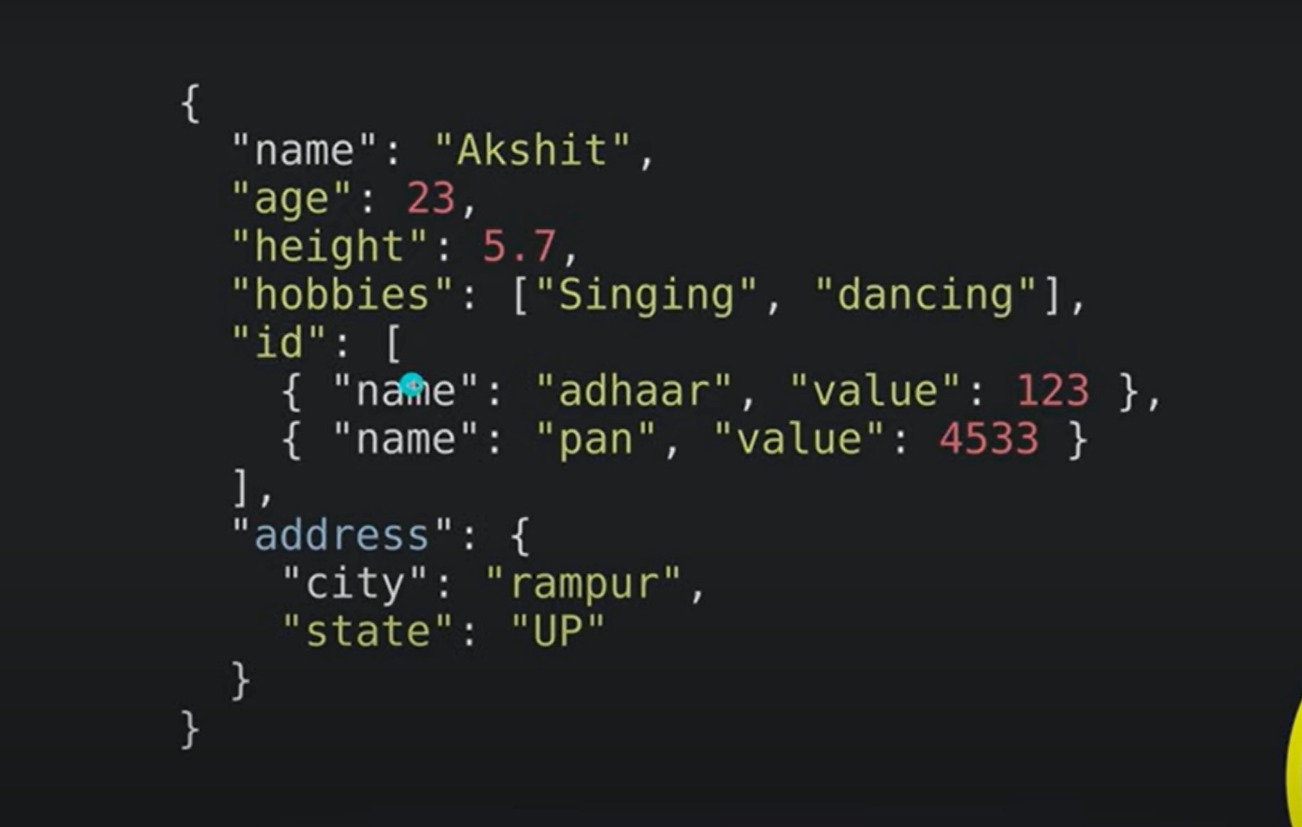 {
"name": "Akshit",
"age": 23,
"height": 5.7,
"hobbies": ["Singing", "dancing"],
"id": [
{ "name": "adhaar", "value": 123 },
{ "name": "pan", "value": 4533 }
],
"address": {
"city": "rampur",
"state": "UP"
}
}